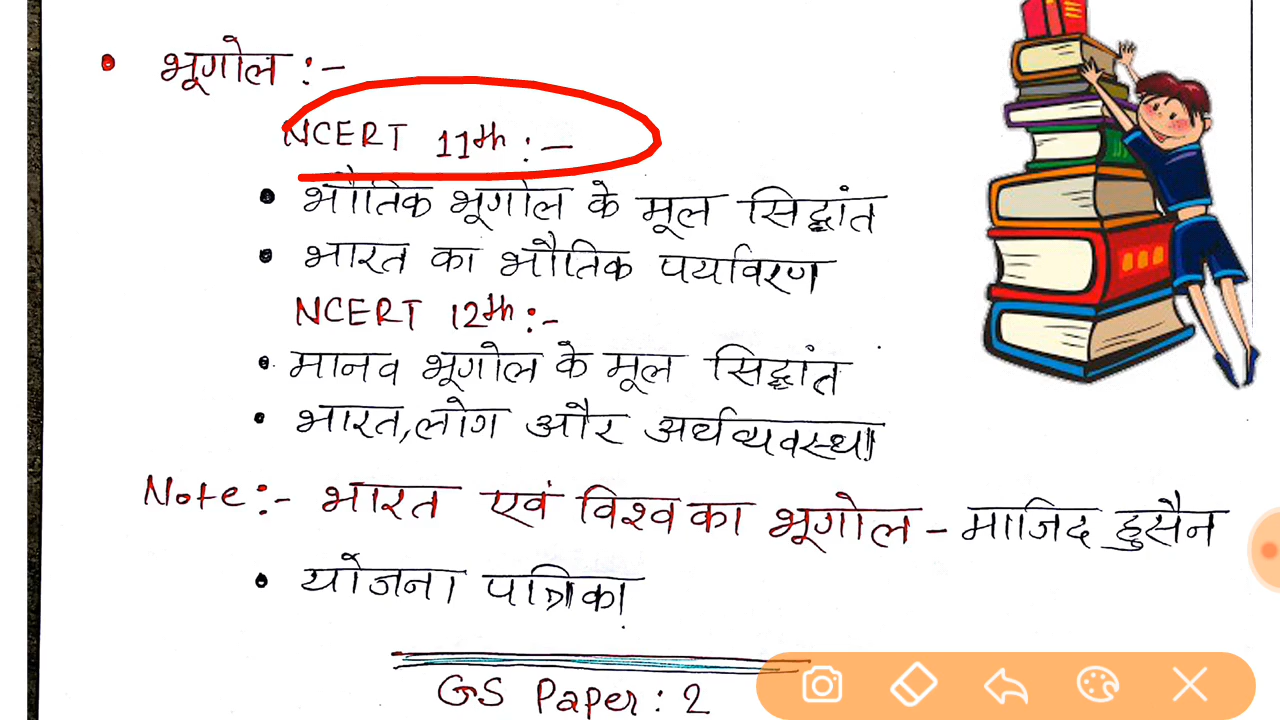 • भूगोल :-
NCERT 11th :-
• भौतिक भूगोल के मूल सिद्धांत
• भारत का भौतिक पर्यावरण
NCERT 12th :-
• मानव भूगोल के मूल सिद्धांत
• भारत,लोग और अर्थव्यवस्था
Note :- भारत एवं विश्व का भूगोल - माजिद हुसैन
• योजना पत्रिका
GS Paper : 2